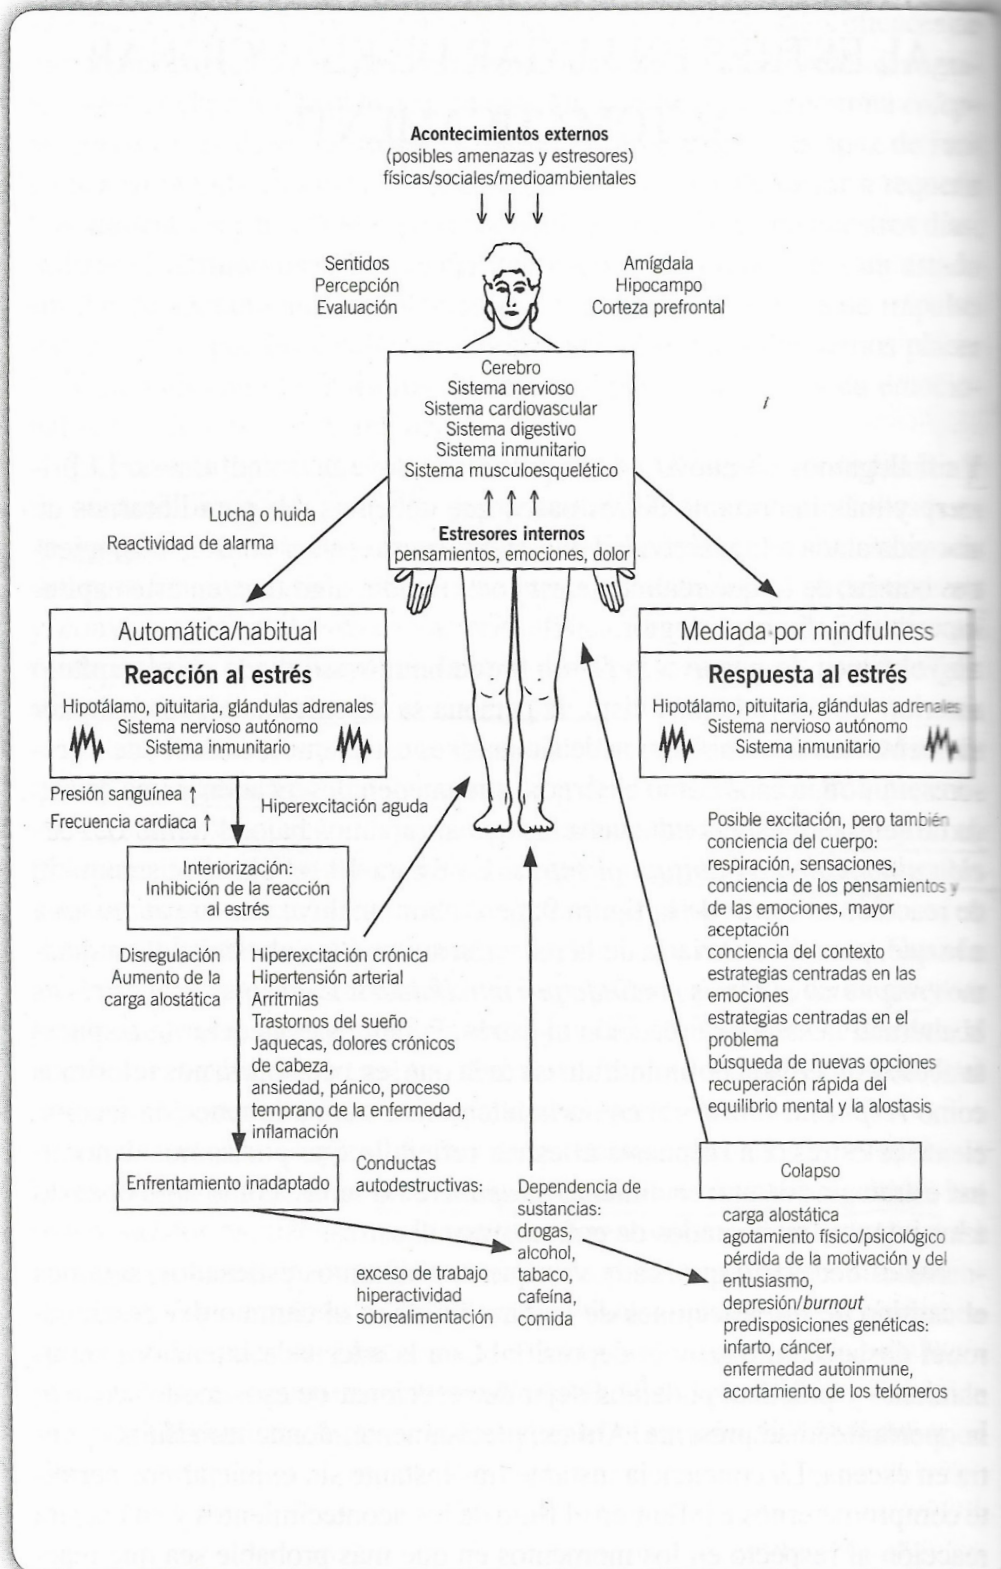 Acontecimientos externos
(posibles amenazas y estresores)
físicas/sociales/medioambientales
Sentidos
Percepción
Evaluación
Amígdala
Hipocampo
Corteza prefrontal
Cerebro
Sistema nervioso
Sistema cardiovascular
Sistema digestivo
Sistema inmunitario
Sistema musculoesquelético
Estresores internos
pensamientos, emociones, dolor
Lucha o huida
Reactividad de alarma
Automática/habitual
Reacción al estrés
Hipotálamo, pituitaria, glándulas adrenales
Sistema nervioso autónomo
Sistema inmunitario
Mediada por mindfulness
Respuesta al estrés
Hipotálamo, pituitaria, glándulas adrenales
Sistema nervioso autónomo
Sistema inmunitario
Presión sanguínea ↑
Frecuencia cardiaca ↑
Hiperexcitación aguda
Interiorización:
Inhibición de la reacción
al estrés
Disregulación
Aumento de la
carga alostática
Hiperexcitación crónica
Hipertensión arterial
Arritmias
Trastornos del sueño
Jaquecas, dolores crónicos
de cabeza,
ansiedad, pánico, proceso
temprano de la enfermedad,
inflamación
Posible excitación, pero también
conciencia del cuerpo:
respiración, sensaciones,
conciencia de los pensamientos y
de las emociones, mayor
aceptación
conciencia del contexto
estrategias centradas en las
emociones
estrategias centradas en el
problema
búsqueda de nuevas opciones
recuperación rápida del
equilibrio mental y la alostasis
Enfrentamiento inadaptado
Conductas
autodestructivas:
exceso de trabajo
hiperactividad
sobrealimentación
Dependencia de
sustancias:
drogas,
alcohol,
tabaco,
cafeína,
comida
Colapso
carga alostática
agotamiento físico/psicológico
pérdida de la motivación y del
entusiasmo,
depresión/burnout
predisposiciones genéticas:
infarto, cáncer,
enfermedad autoinmune,
acortamiento de los telómeros